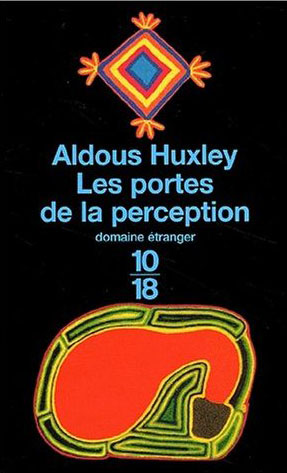 Aldous Huxley
Les portes
de la perception
domaine étranger
10
18